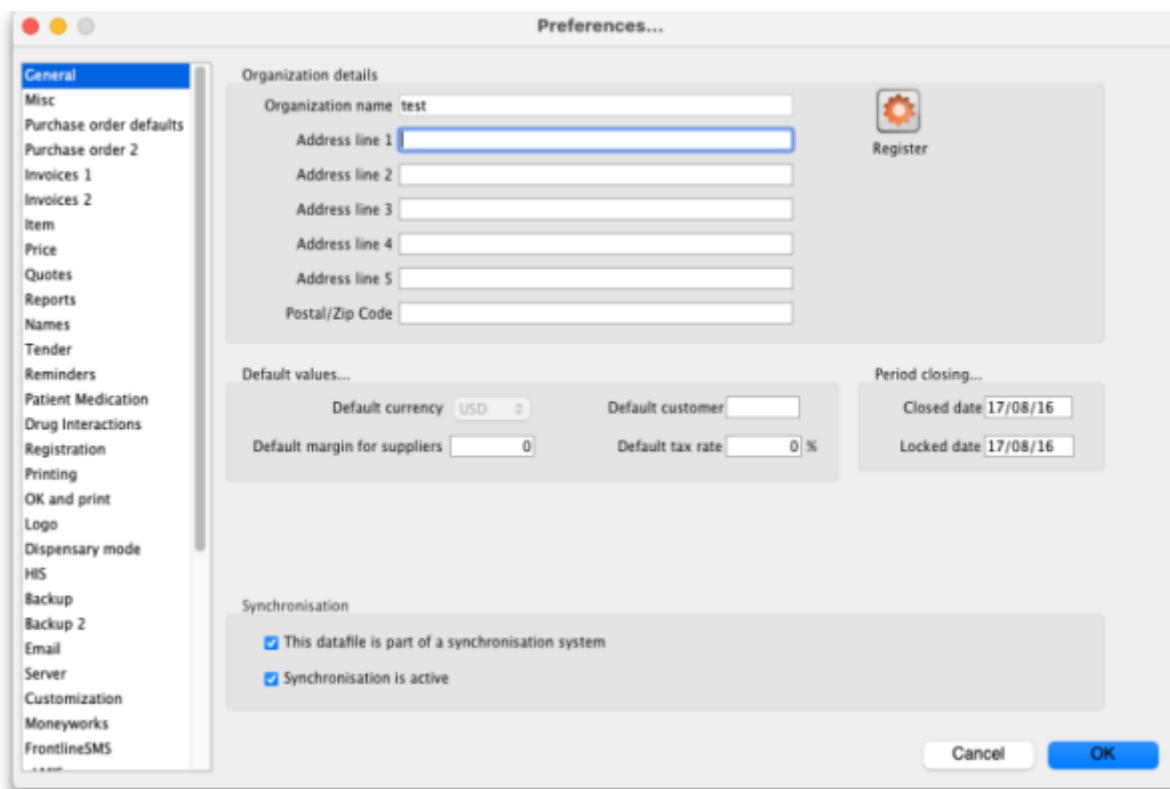 Preferences...
General
Misc
Purchase order defaults
Purchase order 2
Invoices 1
Invoices 2
Item
Price
Quotes
Reports
Names
Tender
Reminders
Patient Medication
Drug Interactions
Registration
Printing
OK and print
Logo
Dispensary mode
HIS
Backup
Backup 2
Email
Server
Customization
Moneyworks
FrontlineSMS
Organization details
Organization name test
Register
Address line 1
Address line 2
Address line 3
Address line 4
Address line 5
Postal/Zip Code
Default values...
Default currency USD Default customer
Default margin for suppliers 0 Default tax rate 0 %
Period closing...
Closed date 17/08/16
Locked date 17/08/16
Synchronisation
This datafile is part of a synchronisation system
Synchronisation is active
Cancel OK